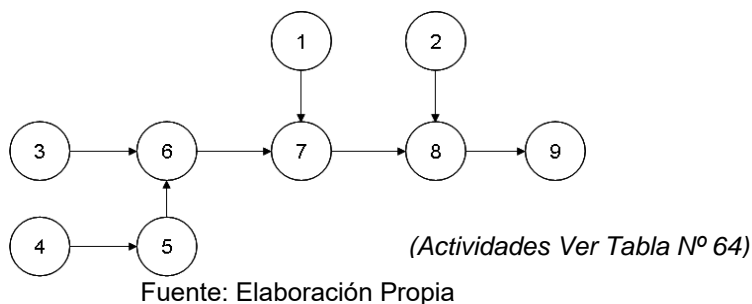 1 2
3 6 7 8 9
4 5 (Actividades Ver Tabla Nº 64)
Fuente: Elaboración Propia